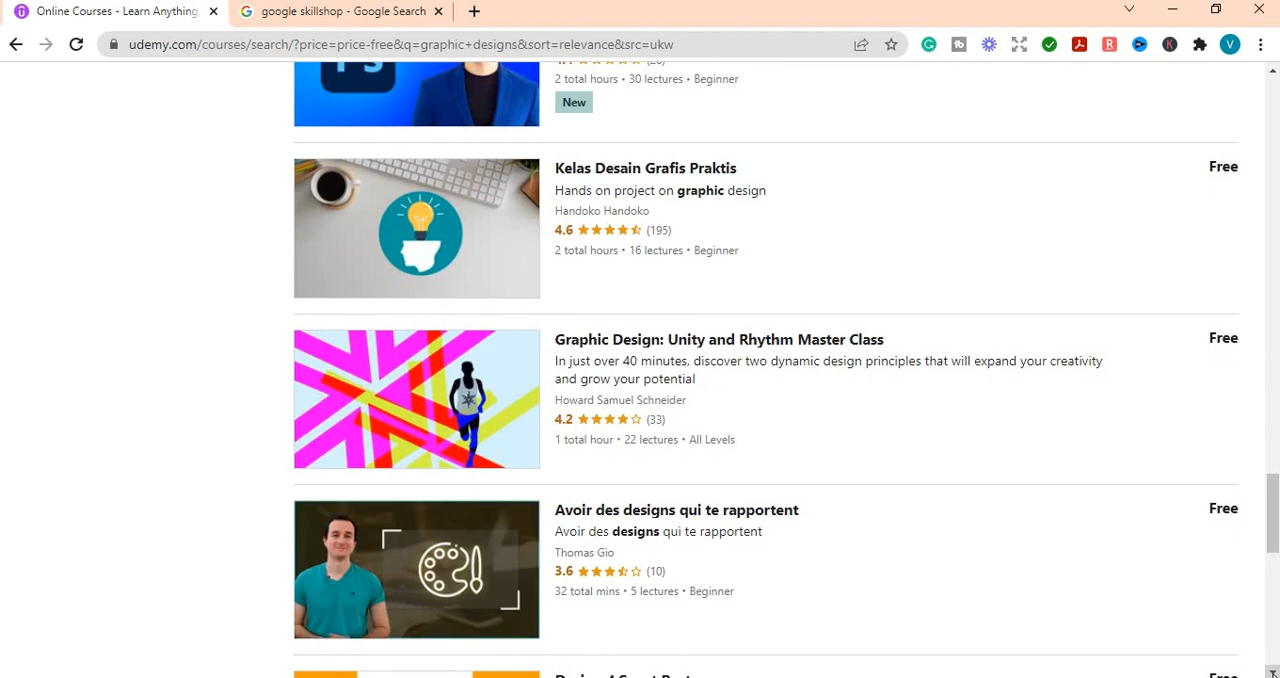 Online Courses - Learn Anything,
google skillshop - Google Search
udemy.com/courses/search/?price=price-free&q=graphic+designs&sort=relevance&src=ukw
V
2 total hours • 30 lectures • Beginner
New
Kelas Desain Grafis Praktis
Free
Hands on project on graphic design
Handoko Handoko
4.6 (195)
2 total hours • 16 lectures • Beginner
Graphic Design: Unity and Rhythm Master Class
Free
In just over 40 minutes, discover two dynamic design principles that will expand your creativity
and grow your potential
Howard Samuel Schneider
4.2 (33)
1 total hour • 22 lectures • All Levels
Avoir des designs qui te rapportent
Free
Avoir des designs qui te rapportent
Thomas Gio
3.6 (10)
32 total mins • 5 lectures • Beginner